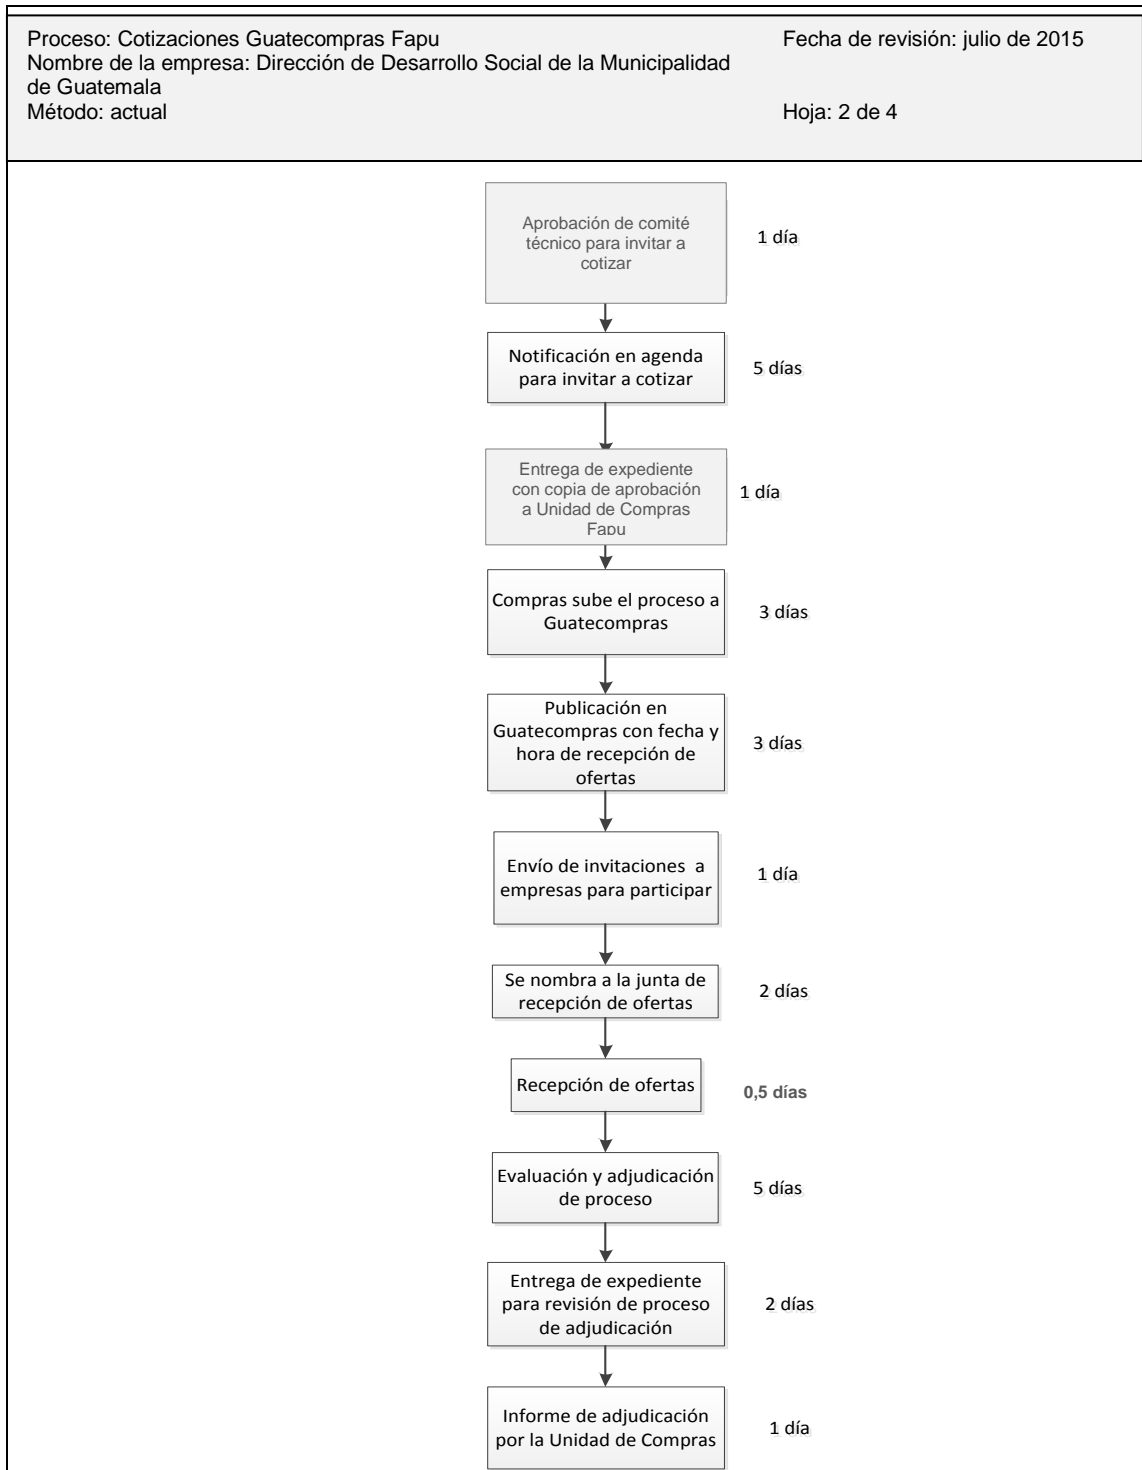 Proceso: Cotizaciones Guatecompras Fapu
Fecha de revisión: julio de 2015
Nombre de la empresa: Dirección de Desarrollo Social de la Municipalidad
de Guatemala
Método: actual
Hoja: 2 de 4
Aprobación de comité
técnico para invitar a
cotizar
1 día
Notificación en agenda
para invitar a cotizar
5 días
Entrega de expediente
con copia de aprobación
a Unidad de Compras
Fapu
1 día
Compras sube el proceso a
Guatecompras
3 días
Publicación en
Guatecompras con fecha y
hora de recepción de
ofertas
3 días
Envío de invitaciones a
empresas para participar
1 día
Se nombra a la junta de
recepción de ofertas
2 días
Recepción de ofertas
0,5 días
Evaluación y adjudicación
de proceso
5 días
Entrega de expediente
para revisión de proceso
de adjudicación
2 días
Informe de adjudicación
por la Unidad de Compras
1 día